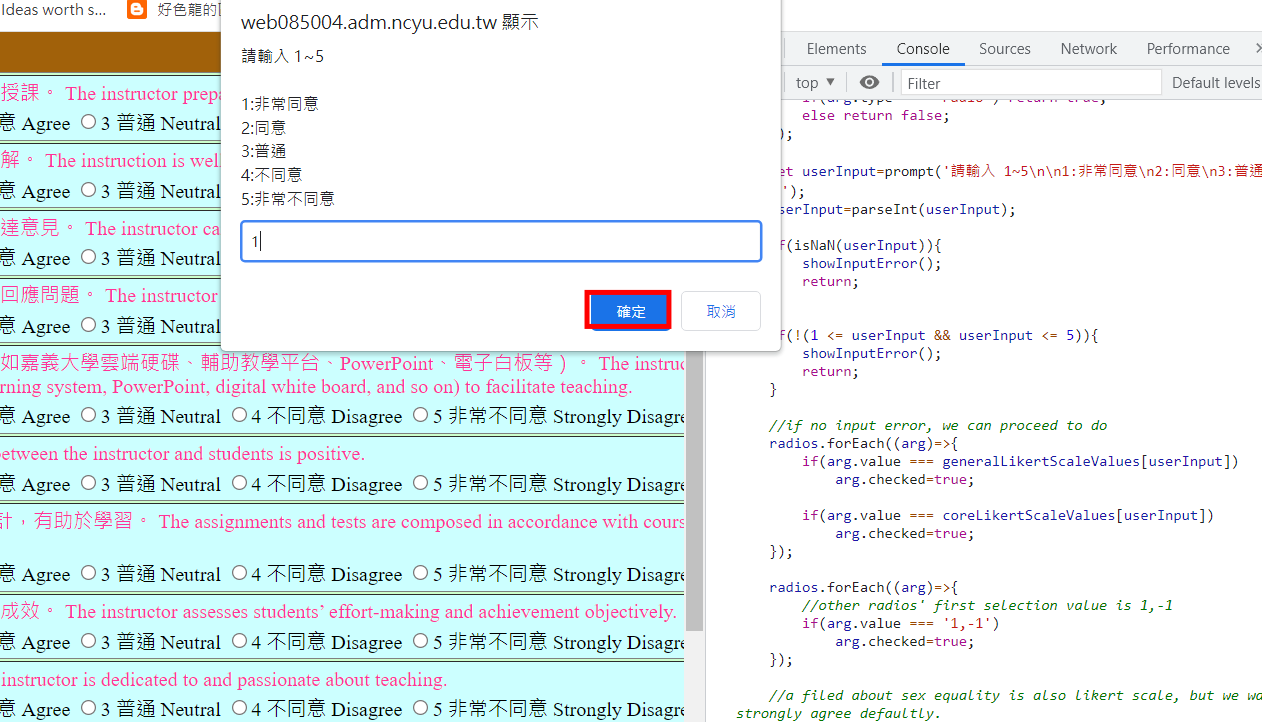 Ideas worth s...
好色龍的
web085004.adm.ncyu.edu.tw 顯示
請輸入 1~5
1:非常同意
2:同意
3:普通
4:不同意
5:非常不同意
1
確定
取消
授課。 The instructor prepa
意 Agree 3 普通 Neutral
解。 The instruction is wel
意 Agree 3 普通 Neutral
達意見。 The instructor ca
意 Agree 3 普通 Neutral
回應問題。 The instructor
意 Agree 3 普通 Neutral
如嘉義大學雲端硬碟、輔助教學平台、PowerPoint、電子白板等）。 The instruc
rning system, PowerPoint, digital white board, and so on) to facilitate teaching.
意 Agree 3 普通 Neutral 4 不同意 Disagree 5 非常不同意 Strongly Disagre
etween the instructor and students is positive.
意 Agree 3 普通 Neutral 4 不同意 Disagree 5 非常不同意 Strongly Disagre
計，有助於學習。 The assignments and tests are composed in accordance with cours
意 Agree 3 普通 Neutral 4 不同意 Disagree 5 非常不同意 Strongly Disagre
成效。 The instructor assesses students’ effort-making and achievement objectively.
意 Agree 3 普通 Neutral 4 不同意 Disagree 5 非常不同意 Strongly Disagre
instructor is dedicated to and passionate about teaching.
意 Agree 3 普通 Neutral 4 不同意 Disagree 5 非常不同意 Strongly Disagre
Elements Console Sources Network Performance
top ▼ Filter Default levels
else return false;
);
et userInput=prompt('請輸入 1~5\n\n1:非常同意\n2:同意\n3:普通
');
serInput=parseInt(userInput);
f(isNaN(userInput)){
showInputError();
return;
f(!(1 <= userInput && userInput <= 5)){
showInputError();
return;
}
//if no input error, we can proceed to do
radios.forEach((arg)=>{
if(arg.value === generalLikertScaleValues[userInput])
arg.checked=true;
if(arg.value === coreLikertScaleValues[userInput])
arg.checked=true;
});
radios.forEach((arg)=>{
//other radios' first selection value is 1,-1
if(arg.value === '1,-1')
arg.checked=true;
});
//a filed about sex equality is also likert scale, but we wa
strongly agree defaultly.